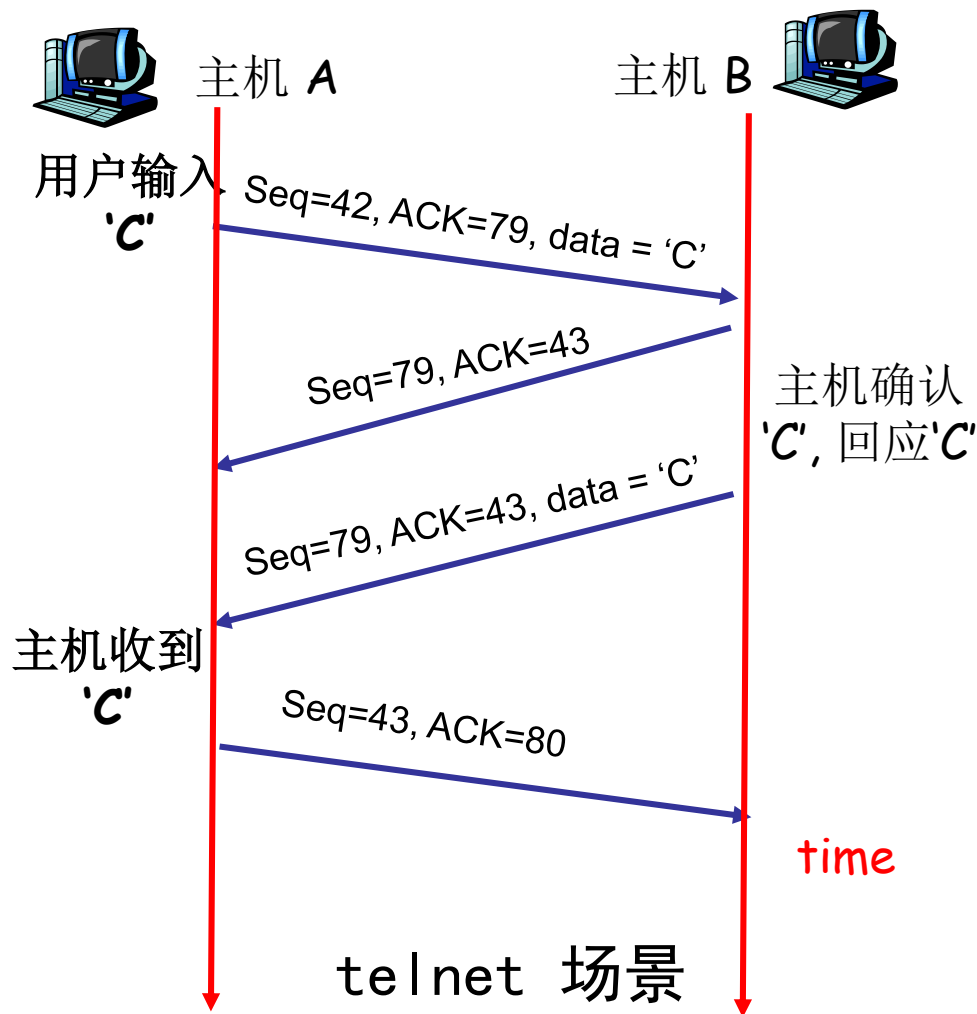 主机 A
主机 B
用户输入
‘C’
Seq=42, ACK=79, data = ‘C’
Seq=79, ACK=43
主机确认
‘C’, 回应‘C’
Seq=79, ACK=43, data = ‘C’
主机收到
‘C’
Seq=43, ACK=80
time
telnet 场景